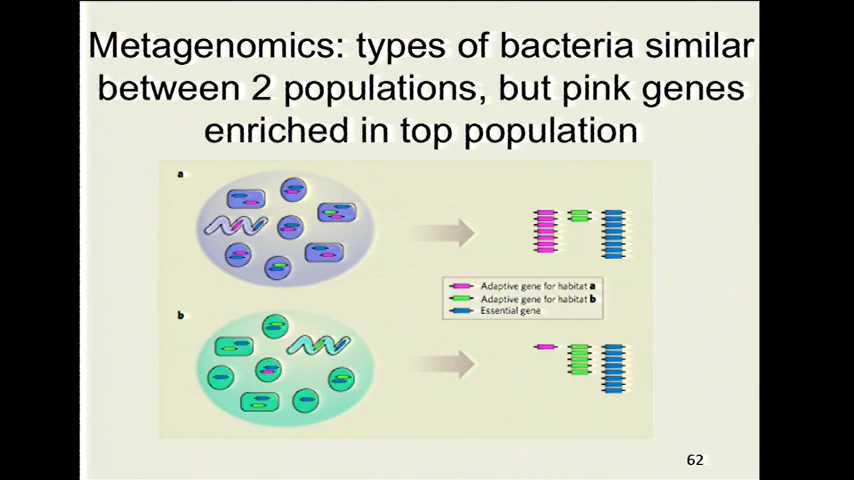 Metagenomics: types of bacteria similar
between 2 populations, but pink genes
enriched in top population
a
Adaptive gene for habitat a
Adaptive gene for habitat b
Essential gene
b
62